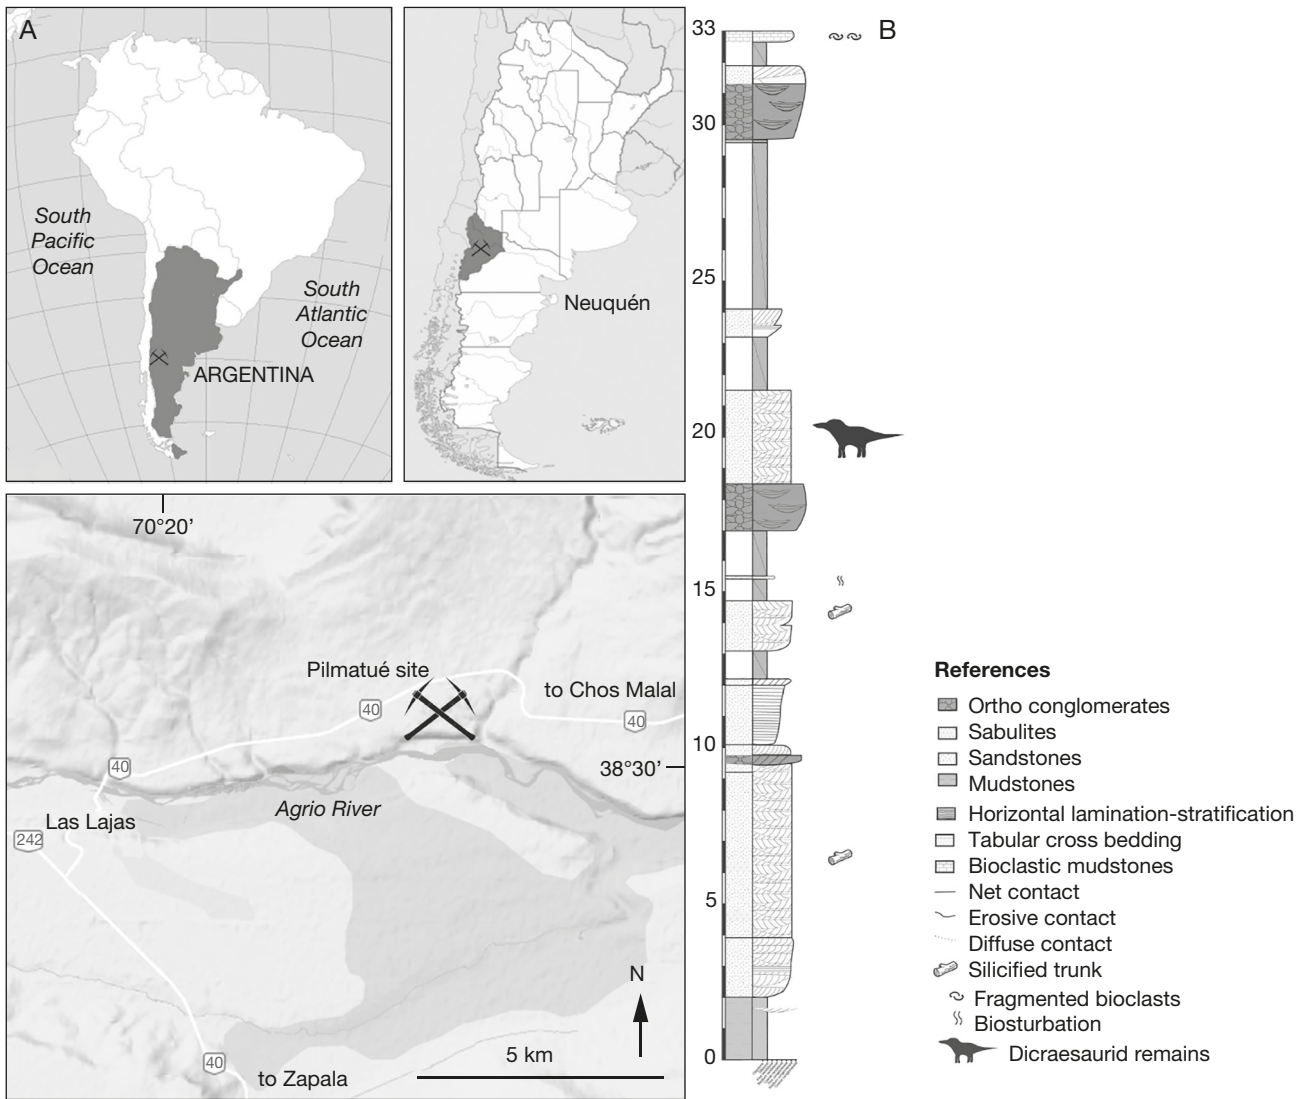 A
South
Pacific
Ocean
South
Atlantic
Ocean
ARGENTINA
Neuquén
70°20’
Pilmatué site
40
to Chos Malal
40
40
38°30’
Agrio River
Las Lajas
242
N
5 km
40
to Zapala
B
33
30
25
20
15
10
5
0
References
Ortho conglomerates
Sabulites
Sandstones
Mudstones
Horizontal lamination-stratification
Tabular cross bedding
Bioclastic mudstones
Net contact
Erosive contact
Diffuse contact
Silicified trunk
Fragmented bioclasts
Biosturbation
Dicraesaurid remains